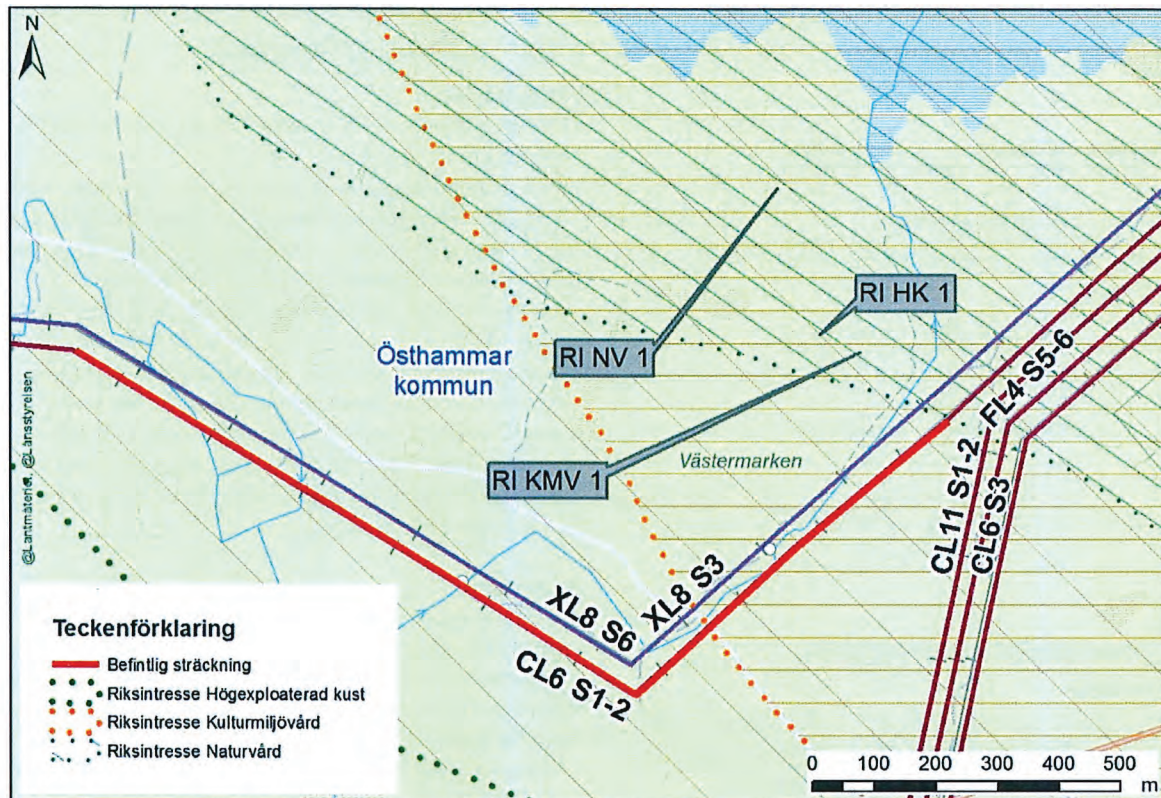 N
RI HK 1
RI NV 1
Östhammar
kommun
RI KMV 1
Västermarken
FL4 S5-6
CL11 S1-2
CL6 S3
XL8 S3
XL8 S6
CL6 S1-2
@Lantmäteriet, @Länsstyrelsen
Teckenförklaring
Befintlig sträckning
Riksintresse Högexploaterad kust
Riksintresse Kulturmiljövård
Riksintresse Naturvård
0 100 200 300 400 500
m